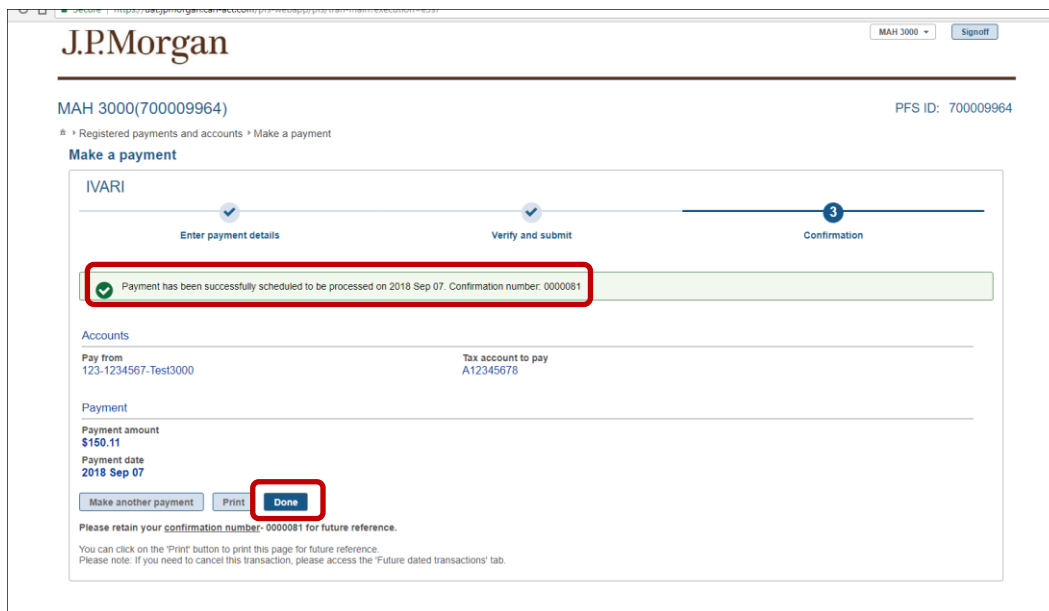 J.P.Morgan
MAH 3000
Signoff
MAH 3000(700009964)
PFS ID: 700009964
Registered payments and accounts
Make a payment
Make a payment
IVARI
3
Enter payment details
Verify and submit
Confirmation
Payment has been successfully scheduled to be processed on 2018 Sep 07. Confirmation number: 0000081
Accounts
Pay from
Tax account to pay
123-1234567-Test3000
A12345678
Payment
Payment amount
$150.11
Payment date
2018 Sep 07
Make another payment
Print
Done
Please retain your confirmation number- 0000081 for future reference.
You can click on the 'Print' button to print this page for future reference.
Please note: If you need to cancel this transaction, please access the 'Future dated transactions' tab.